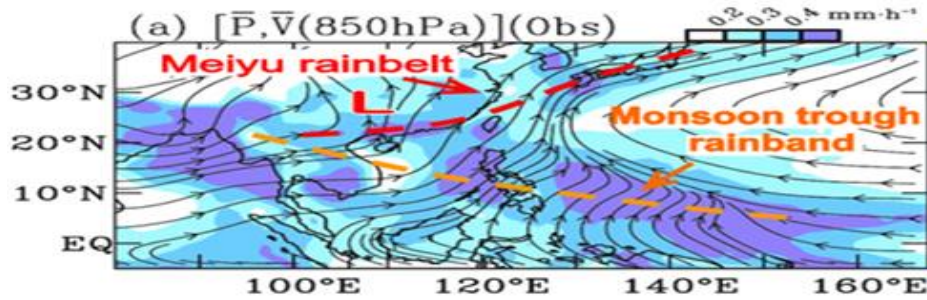 (a) [P̄,V̄(850hPa)](Obs)
0.2 0.3 0.4 mm·h⁻¹
Meiyu rainbelt
L
Monsoon trough
rainband
30°N
20°N
10°N
EQ
100°E 120°E 140°E 160°E